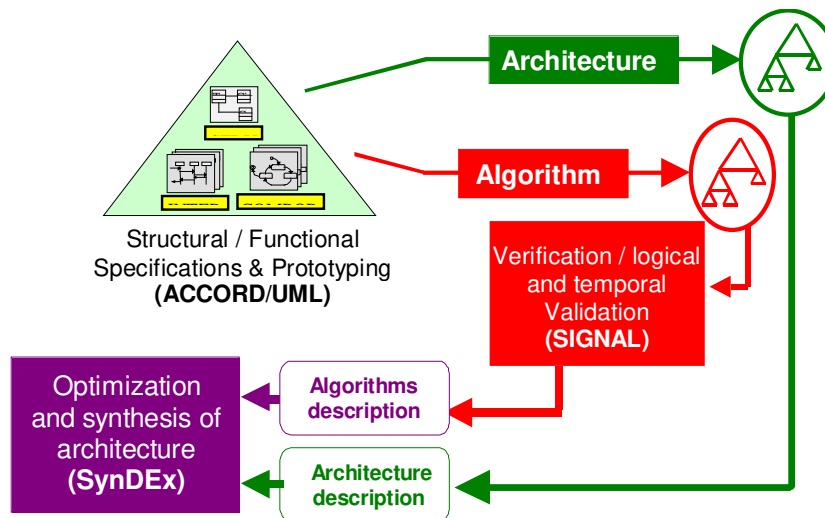 Architecture
Algorithm
Structural / Functional
Specifications & Prototyping
(ACCORD/UML)
Verification / logical
and temporal
Validation
(SIGNAL)
Optimization
and synthesis of
architecture
(SynDEx)
Algorithms
description
Architecture
description